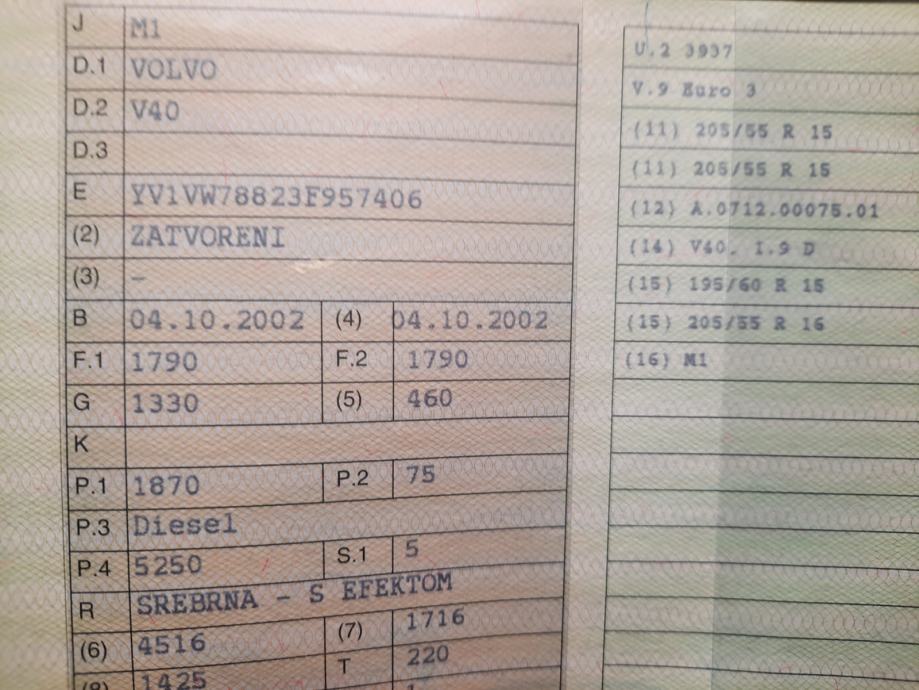 J M1
D.1 VOLVO
D.2 V40
D.3
E YV1VW78823F957406
(2) ZATVORENI
(3) –
B 04.10.2002 (4) 04.10.2002
F.1 1790 F.2 1790
G 1330 (5) 460
K
P.1 1870 P.2 75
P.3 Diesel
P.4 5250 S.1 5
R SREBRNA - S EFEKTOM
(6) 4516 (7) 1716
(8) 1425 T 220
U.2 3937
V.9 Euro 3
(11) 205/55 R 15
(11) 205/55 R 15
(12) A.0712.00075.01
(14) V40. 1.9 D
(15) 195/60 R 15
(15) 205/55 R 16
(16) M1